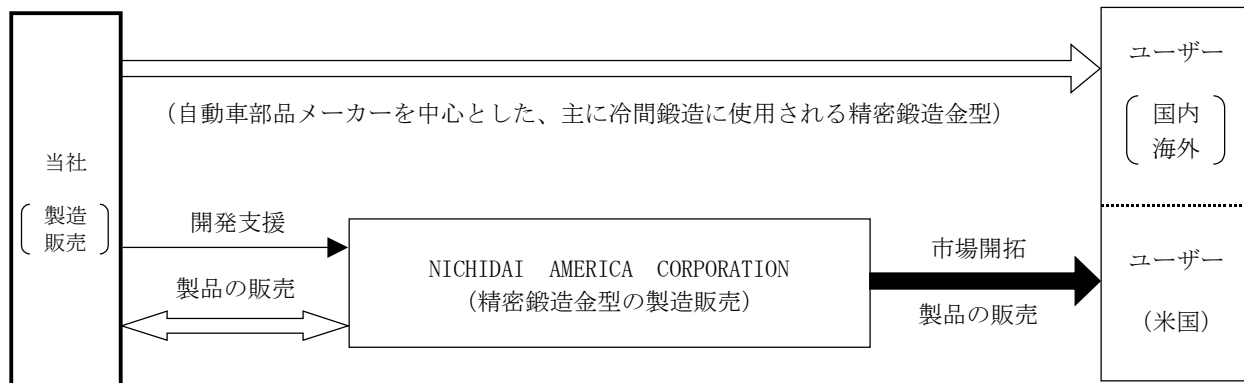 ユーザー
国内
海外
（自動車部品メーカーを中心とした、主に冷間鍛造に使用される精密鍛造金型）
当社
製造
販売
開発支援
製品の販売
NICHIDAI AMERICA CORPORATION
（精密鍛造金型の製造販売）
市場開拓
製品の販売
ユーザー
（米国）